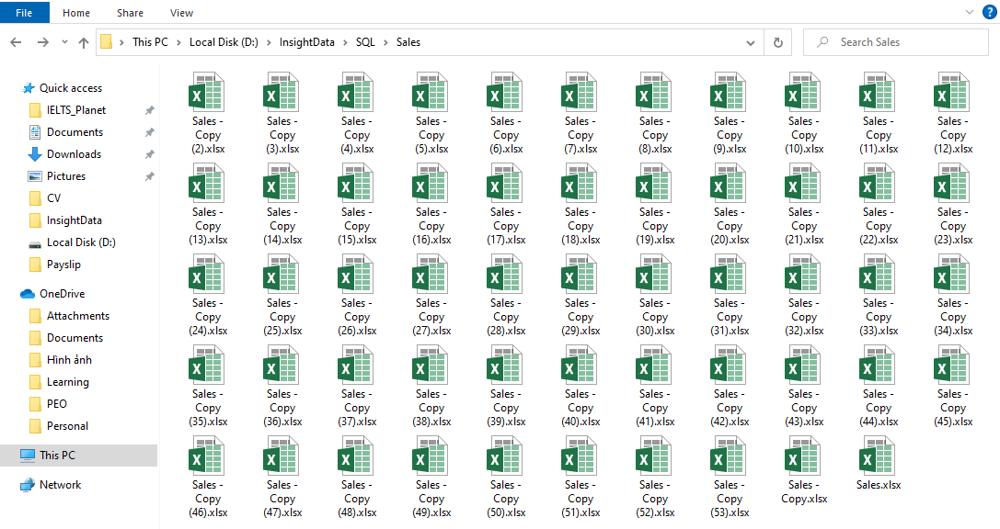 File Home Share View
This PC > Local Disk (D:) > InsightData > SQL > Sales
Search Sales
Quick access
IELTS_Planet
Documents
Downloads
Pictures
CV
InsightData
Local Disk (D:)
Payslip
OneDrive
Attachments
Documents
Hình ảnh
Learning
PEO
Personal
This PC
Network
Sales - Sales - Sales - Sales - Sales - Sales - Sales - Sales - Sales - Sales - Sales -
Copy Copy Copy Copy Copy Copy Copy Copy Copy Copy Copy
(2).xlsx (3).xlsx (4).xlsx (5).xlsx (6).xlsx (7).xlsx (8).xlsx (9).xlsx (10).xlsx (11).xlsx (12).xlsx
Sales - Sales - Sales - Sales - Sales - Sales - Sales - Sales - Sales - Sales - Sales -
Copy Copy Copy Copy Copy Copy Copy Copy Copy Copy Copy
(13).xlsx (14).xlsx (15).xlsx (16).xlsx (17).xlsx (18).xlsx (19).xlsx (20).xlsx (21).xlsx (22).xlsx (23).xlsx
Sales - Sales - Sales - Sales - Sales - Sales - Sales - Sales - Sales - Sales - Sales -
Copy Copy Copy Copy Copy Copy Copy Copy Copy Copy Copy
(24).xlsx (25).xlsx (26).xlsx (27).xlsx (28).xlsx (29).xlsx (30).xlsx (31).xlsx (32).xlsx (33).xlsx (34).xlsx
Sales - Sales - Sales - Sales - Sales - Sales - Sales - Sales - Sales - Sales - Sales -
Copy Copy Copy Copy Copy Copy Copy Copy Copy Copy Copy
(35).xlsx (36).xlsx (37).xlsx (38).xlsx (39).xlsx (40).xlsx (41).xlsx (42).xlsx (43).xlsx (44).xlsx (45).xlsx
Sales - Sales - Sales - Sales - Sales - Sales - Sales - Sales - Sales - Sales.xlsx
Copy Copy Copy Copy Copy Copy Copy Copy Copy.xlsx
(46).xlsx (47).xlsx (48).xlsx (49).xlsx (50).xlsx (51).xlsx (52).xlsx (53).xlsx